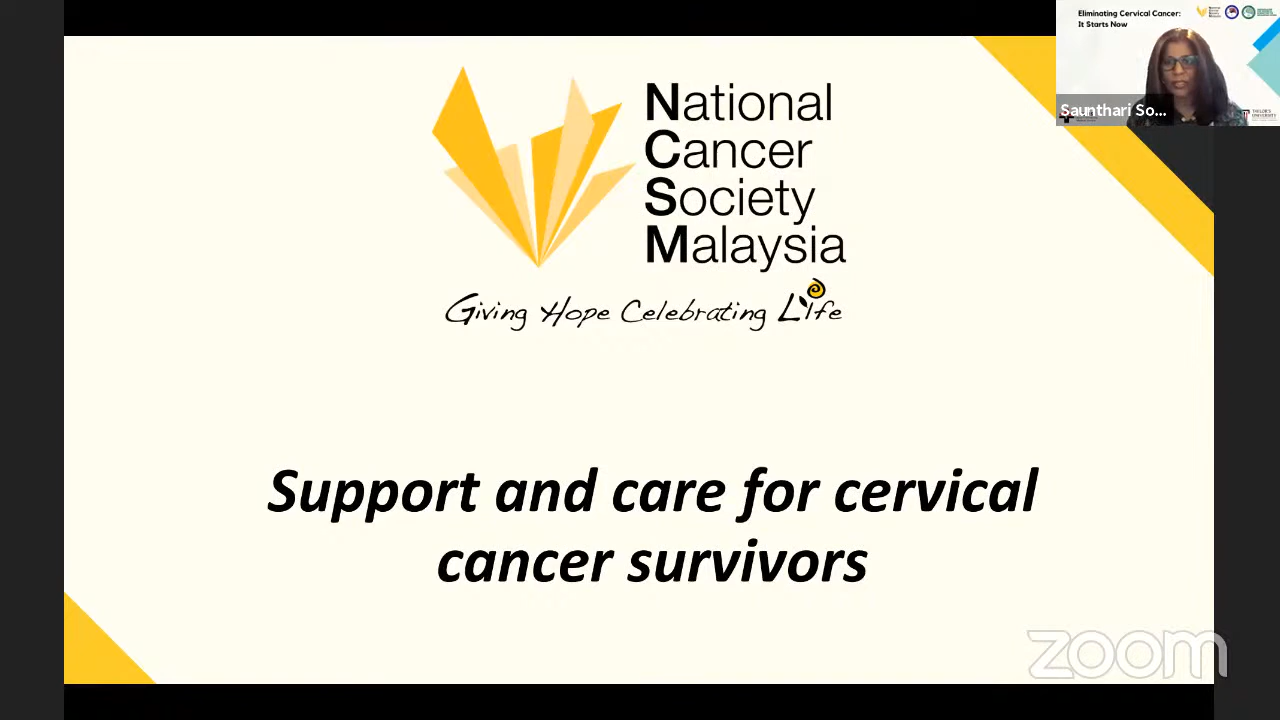 Eliminating Cervical Cancer:
It Starts Now
Saunthari So...
National
Cancer
Society
Malaysia
Giving Hope Celebrating Life
Support and care for cervical
cancer survivors
zoom